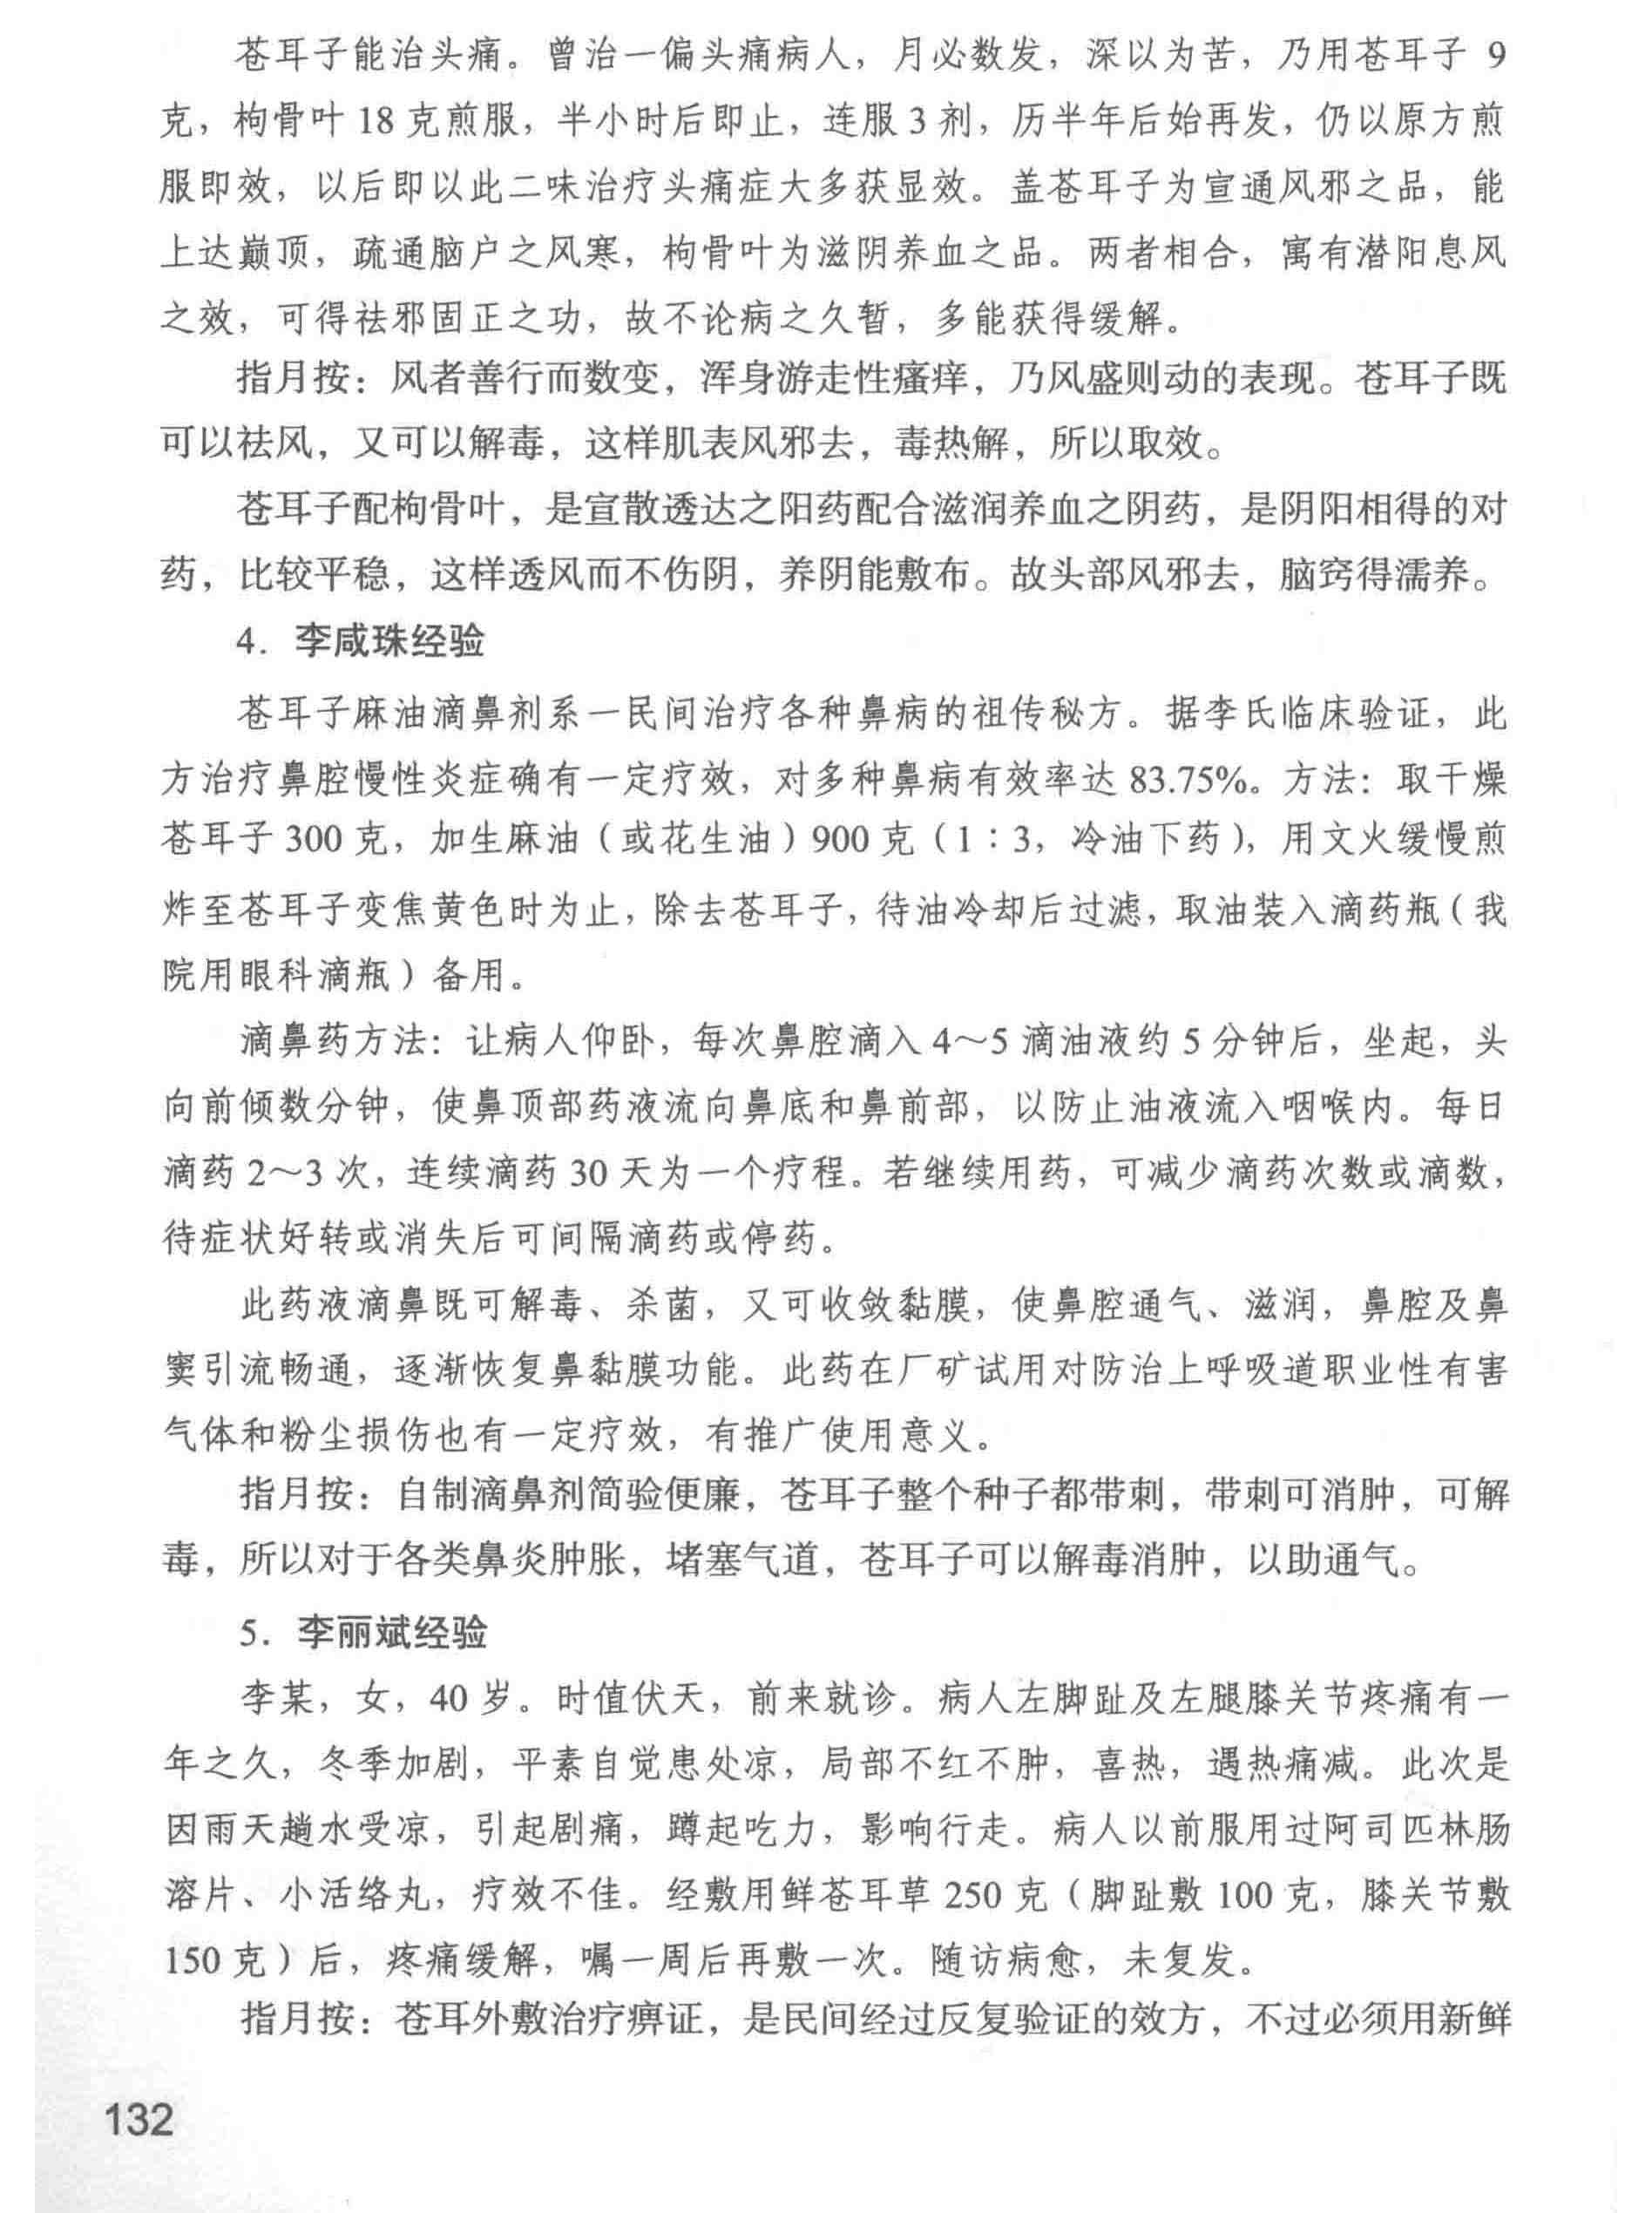 苍耳子能治头痛。曾治一偏头痛病人，月必数发，深以为苦，乃用苍耳子 9
克，枸骨叶 18 克煎服，半小时后即止，连服 3 剂，历半年后始再发，仍以原方煎
服即效，以后即以此二味治疗头痛症大多获显效。盖苍耳子为宣通风邪之品，能
上达巅顶，疏通脑户之风寒，枸骨叶为滋阴养血之品。两者相合，寓有潜阳息风
之效，可得祛邪固正之功，故不论病之久暂，多能获得缓解。
指月按：风者善行而数变，浑身游走性瘙痒，乃风盛则动的表现。苍耳子既
可以祛风，又可以解毒，这样肌表风邪去，毒热解，所以取效。
苍耳子配枸骨叶，是宣散透达之阳药配合滋润养血之阴药，是阴阳相得的对
药，比较平稳，这样透风而不伤阴，养阴能敷布。故头部风邪去，脑窍得濡养。
4．李咸珠经验
苍耳子麻油滴鼻剂系一民间治疗各种鼻病的祖传秘方。据李氏临床验证，此
方治疗鼻腔慢性炎症确有一定疗效，对多种鼻病有效率达 83.75%。方法：取干燥
苍耳子 300 克，加生麻油（或花生油）900 克（1∶3，冷油下药），用文火缓慢煎
炸至苍耳子变焦黄色时为止，除去苍耳子，待油冷却后过滤，取油装入滴药瓶（我
院用眼科滴瓶）备用。
滴鼻药方法：让病人仰卧，每次鼻腔滴入 4～5 滴油液约 5 分钟后，坐起，头
向前倾数分钟，使鼻顶部药液流向鼻底和鼻前部，以防止油液流入咽喉内。每日
滴药 2～3 次，连续滴药 30 天为一个疗程。若继续用药，可减少滴药次数或滴数，
待症状好转或消失后可间隔滴药或停药。
此药液滴鼻既可解毒、杀菌，又可收敛黏膜，使鼻腔通气、滋润，鼻腔及鼻
窦引流畅通，逐渐恢复鼻黏膜功能。此药在厂矿试用对防治上呼吸道职业性有害
气体和粉尘损伤也有一定疗效，有推广使用意义。
指月按：自制滴鼻剂简验便廉，苍耳子整个种子都带刺，带刺可消肿，可解
毒，所以对于各类鼻炎肿胀，堵塞气道，苍耳子可以解毒消肿，以助通气。
5．李丽斌经验
李某，女，40 岁。时值伏天，前来就诊。病人左脚趾及左腿膝关节疼痛有一
年之久，冬季加剧，平素自觉患处凉，局部不红不肿，喜热，遇热痛减。此次是
因雨天趟水受凉，引起剧痛，蹲起吃力，影响行走。病人以前服用过阿司匹林肠
溶片、小活络丸，疗效不佳。经敷用鲜苍耳草 250 克（脚趾敷 100 克，膝关节敷
150 克）后，疼痛缓解，嘱一周后再敷一次。随访病愈，未复发。
指月按：苍耳外敷治疗痹证，是民间经过反复验证的效方，不过必须用新鲜
132